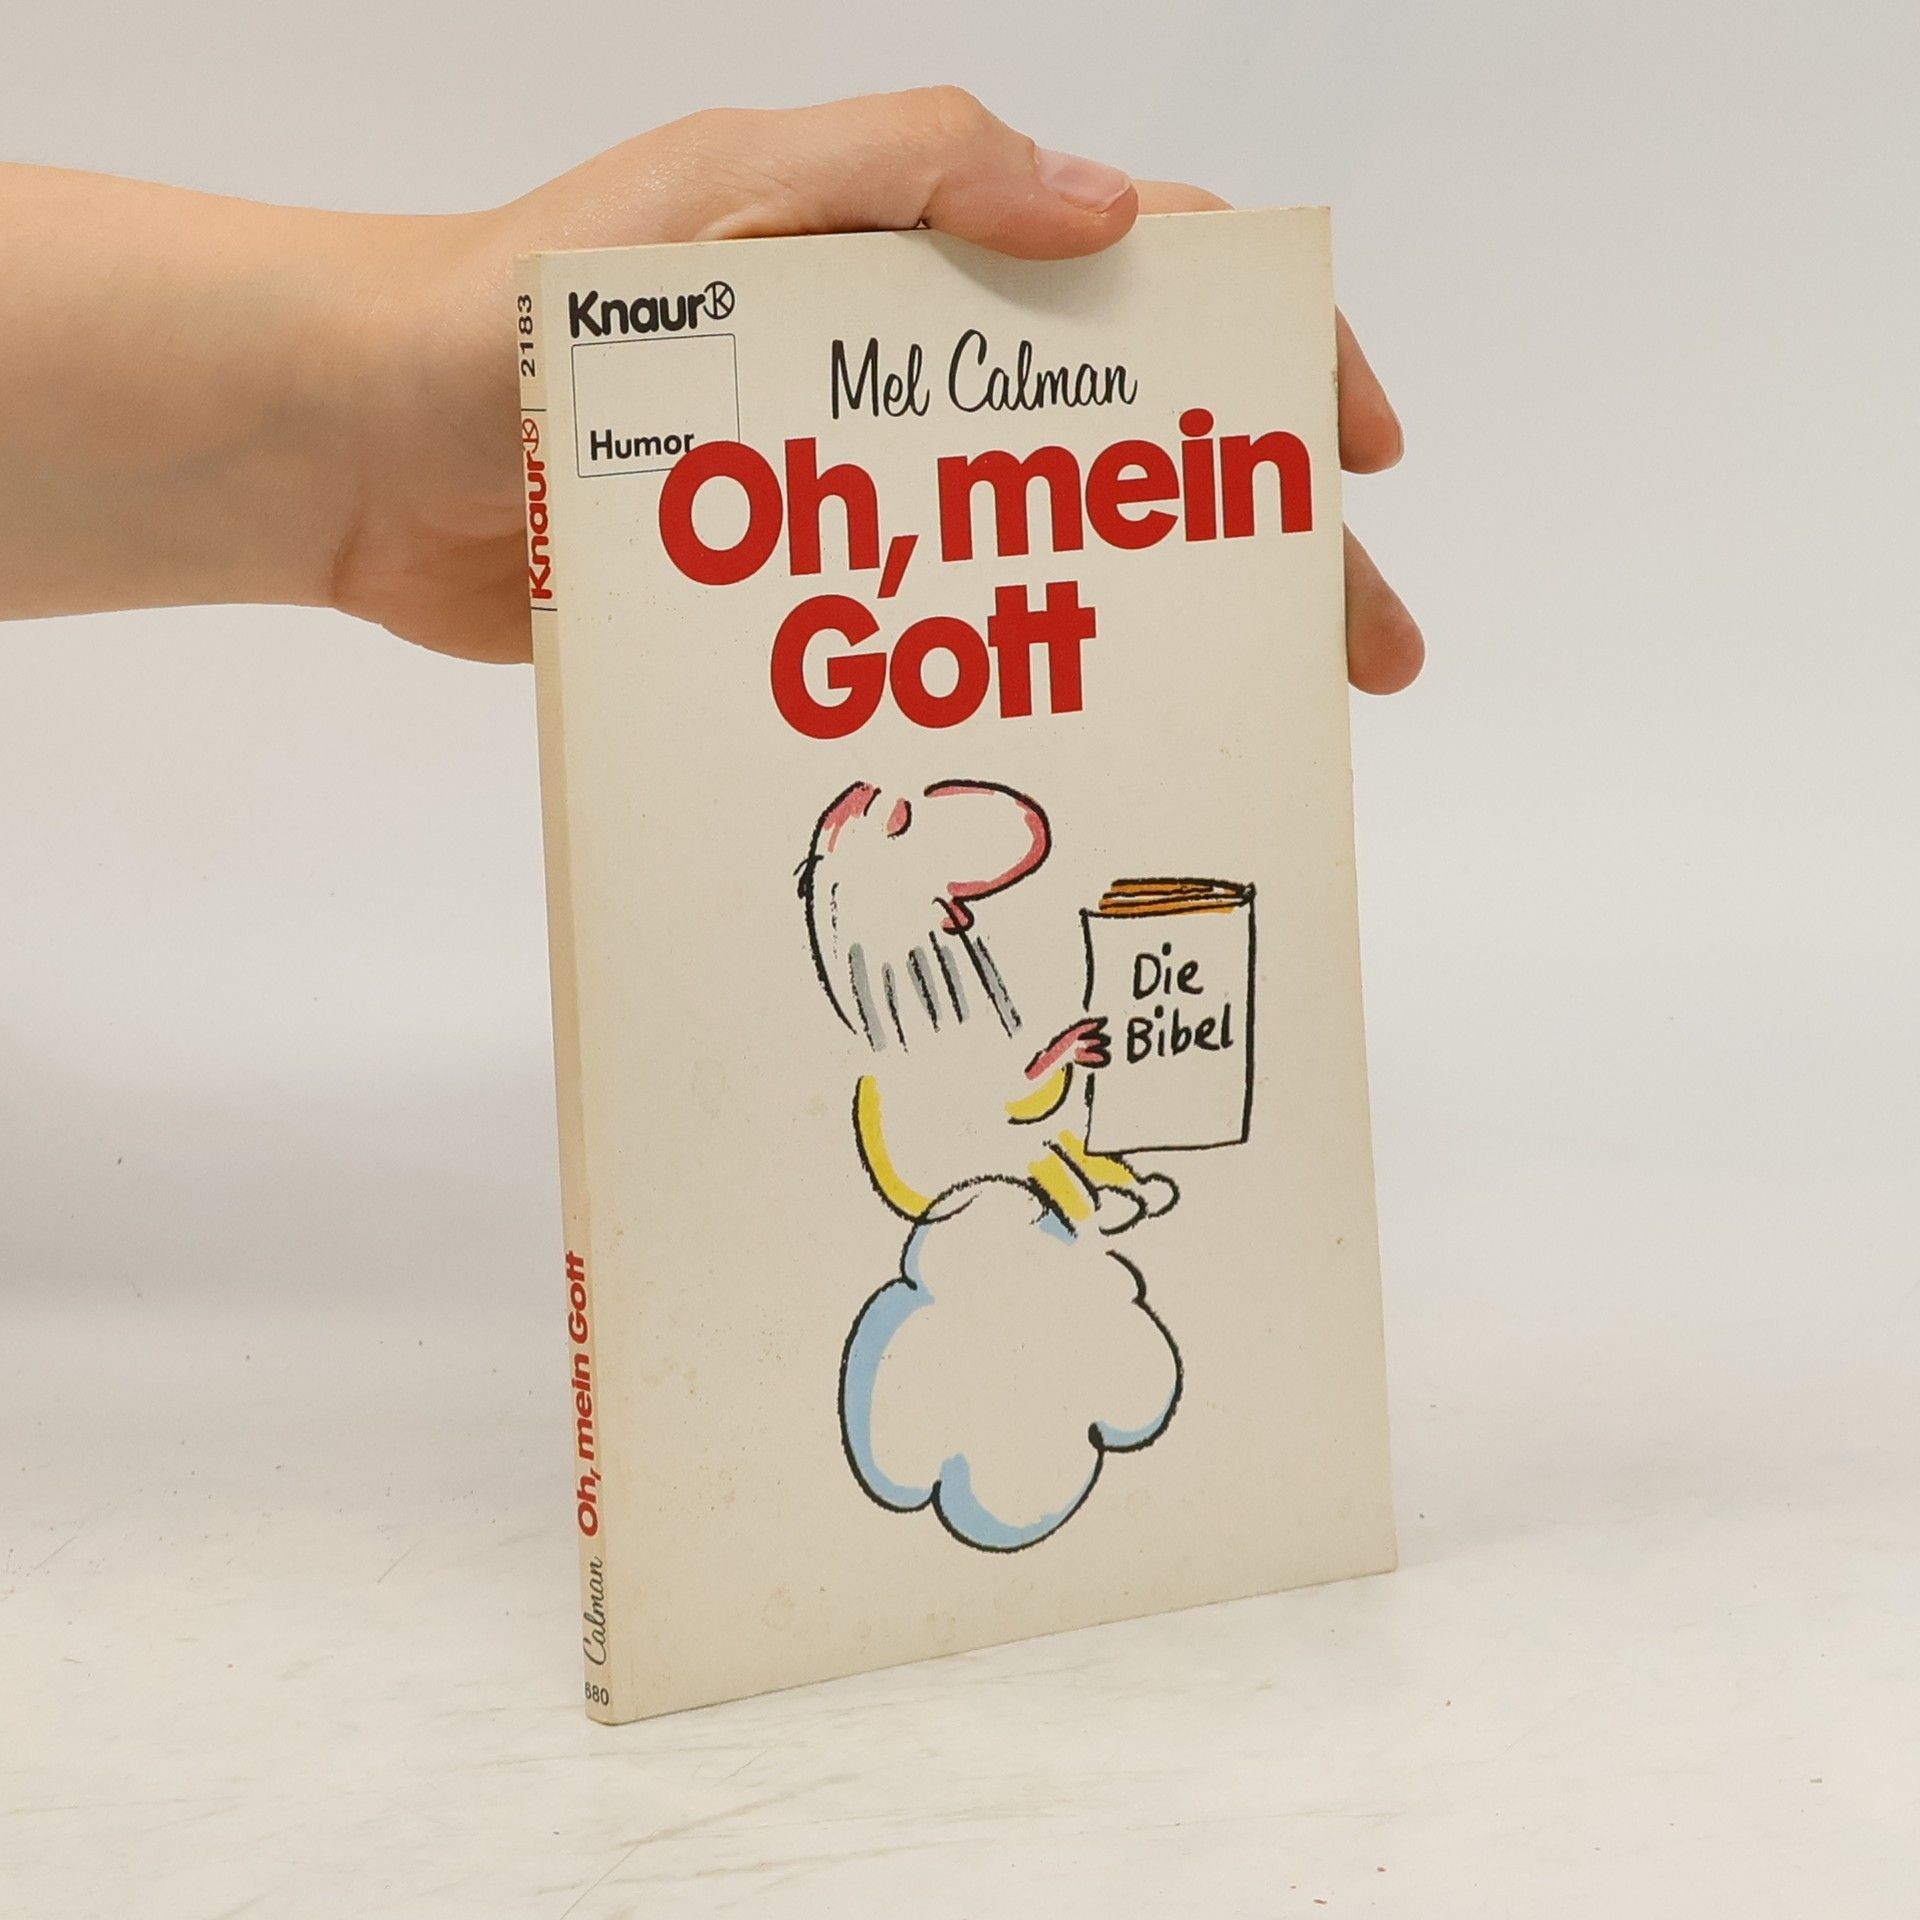 Knaur
Humor
Mel Calman
Oh, mein
Gott
Die
Bibel
2183
Knaur
Oh, mein Gott
Calman
680